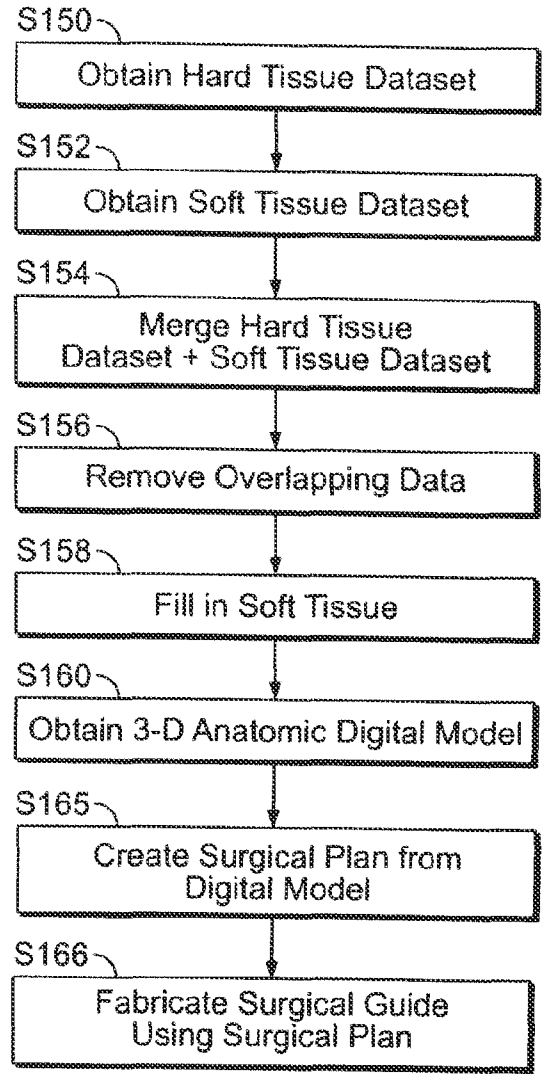 S150
Obtain Hard Tissue Dataset
S152
Obtain Soft Tissue Dataset
S154
Merge Hard Tissue
Dataset + Soft Tissue Dataset
S156
Remove Overlapping Data
S158
Fill in Soft Tissue
S160
Obtain 3-D Anatomic Digital Model
S165
Create Surgical Plan from
Digital Model
S166
Fabricate Surgical Guide
Using Surgical Plan